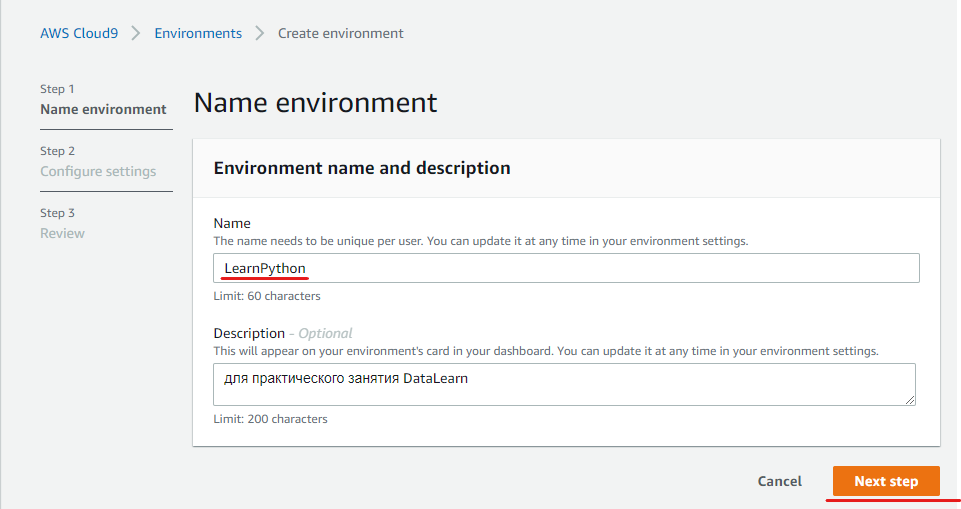 AWS Cloud9 > Environments > Create environment
Step 1
Name environment
Step 2
Configure settings
Step 3
Review
Name environment
Environment name and description
Name
The name needs to be unique per user. You can update it at any time in your environment settings.
LearnPython
Limit: 60 characters
Description - Optional
This will appear on your environment's card in your dashboard. You can update it at any time in your environment settings.
для практического занятия DataLearn
Limit: 200 characters
Cancel
Next step